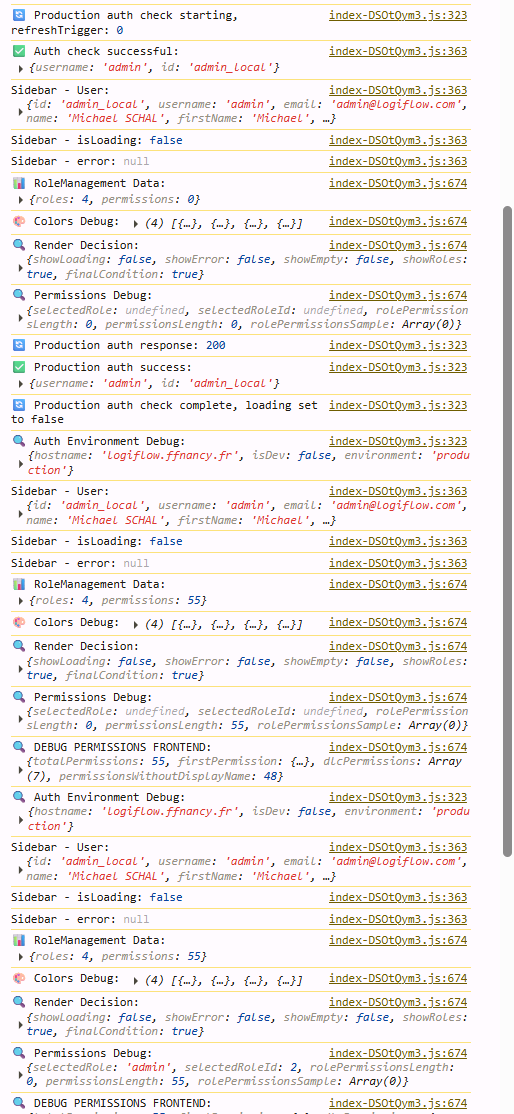 Production auth check starting, index-DSOtQym3.js:323
refreshTrigger: 0
Auth check successful: index-DSOtQym3.js:363
{username: 'admin', id: 'admin_local'}
Sidebar - User: index-DSOtQym3.js:363
{id: 'admin_local', username: 'admin', email: 'admin@logiflow.com',
name: 'Michael SCHAL', firstName: 'Michael', …}
Sidebar - isLoading: false index-DSOtQym3.js:363
Sidebar - error: null index-DSOtQym3.js:363
RoleManagement Data: index-DSOtQym3.js:674
{roles: 4, permissions: 0}
Colors Debug: (4) [{…}, {…}, {…}, {…}] index-DSOtQym3.js:674
Render Decision: index-DSOtQym3.js:674
{showLoading: false, showError: false, showEmpty: false, showRoles:
true, finalCondition: true}
Permissions Debug: index-DSOtQym3.js:674
{selectedRole: undefined, selectedRoleId: undefined, rolePermission
sLength: 0, permissionsLength: 0, rolePermissionsSample: Array(0)}
Production auth response: 200 index-DSOtQym3.js:323
Production auth success: index-DSOtQym3.js:323
{username: 'admin', id: 'admin_local'}
Production auth check complete, loading set index-DSOtQym3.js:323
to false
Auth Environment Debug: index-DSOtQym3.js:323
{hostname: 'logiflow.ffnancy.fr', isDev: false, environment: 'produ
ction'}
Sidebar - User: index-DSOtQym3.js:363
{id: 'admin_local', username: 'admin', email: 'admin@logiflow.com',
name: 'Michael SCHAL', firstName: 'Michael', …}
Sidebar - isLoading: false index-DSOtQym3.js:363
Sidebar - error: null index-DSOtQym3.js:363
RoleManagement Data: index-DSOtQym3.js:674
{roles: 4, permissions: 55}
Colors Debug: (4) [{…}, {…}, {…}, {…}] index-DSOtQym3.js:674
Render Decision: index-DSOtQym3.js:674
{showLoading: false, showError: false, showEmpty: false, showRoles:
true, finalCondition: true}
Permissions Debug: index-DSOtQym3.js:674
{selectedRole: undefined, selectedRoleId: undefined, rolePermission
sLength: 0, permissionsLength: 55, rolePermissionsSample: Array(0)}
DEBUG PERMISSIONS FRONTEND: index-DSOtQym3.js:674
{totalPermissions: 55, firstPermission: {…}, dlcPermissions: Array
(7), permissionsWithoutDisplayName: 48}
Auth Environment Debug: index-DSOtQym3.js:323
{hostname: 'logiflow.ffnancy.fr', isDev: false, environment: 'produ
ction'}
Sidebar - User: index-DSOtQym3.js:363
{id: 'admin_local', username: 'admin', email: 'admin@logiflow.com',
name: 'Michael SCHAL', firstName: 'Michael', …}
Sidebar - isLoading: false index-DSOtQym3.js:363
Sidebar - error: null index-DSOtQym3.js:363
RoleManagement Data: index-DSOtQym3.js:674
{roles: 4, permissions: 55}
Colors Debug: (4) [{…}, {…}, {…}, {…}] index-DSOtQym3.js:674
Render Decision: index-DSOtQym3.js:674
{showLoading: false, showError: false, showEmpty: false, showRoles:
true, finalCondition: true}
Permissions Debug: index-DSOtQym3.js:674
{selectedRole: 'admin', selectedRoleId: 2, rolePermissionsLength:
0, permissionsLength: 55, rolePermissionsSample: Array(0)}
DEBUG PERMISSIONS FRONTEND: index-DSOtQym3.js:674